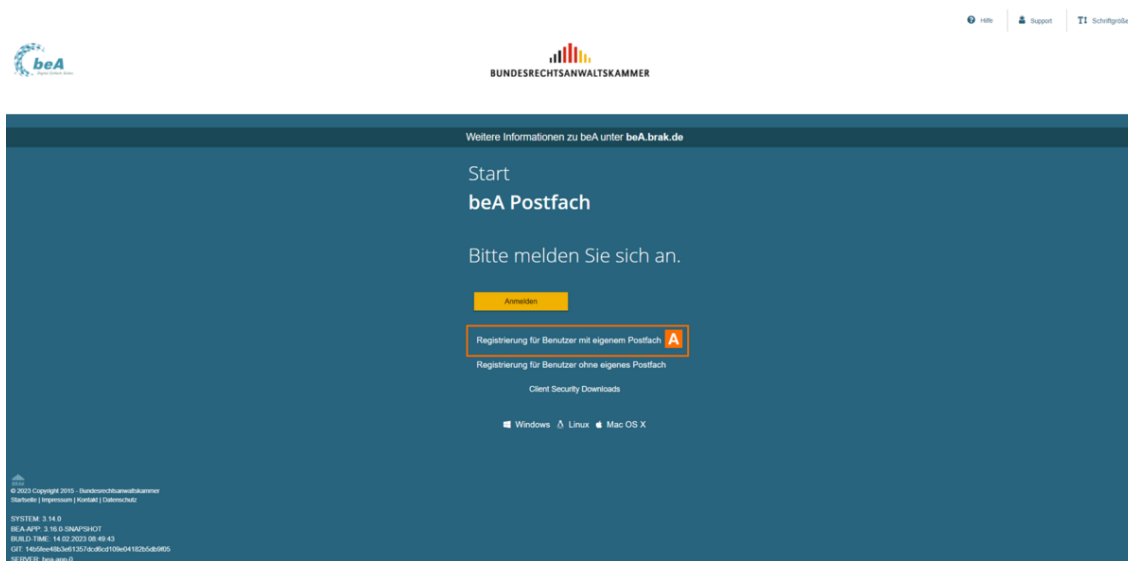 Hilfe
Support
TI Schriftgröße
beA
BUNDESRECHTSANWALTSKAMMER
Weitere Informationen zu beA unter beA.brak.de
Start
beA Postfach
Bitte melden Sie sich an.
Anmelden
Registrierung für Benutzer mit eigenem Postfach A
Registrierung für Benutzer ohne eigenes Postfach
Client Security Downloads
Windows Linux Mac OS X
© 2023 Copyright 2015 - Bundesrechtsanwaltskammer
Startseite | Impressum | Kontakt | Datenschutz
SYSTEM: 3.14.0
BEA-APP: 3.16.0-SNAPSHOT
BUILD-TIME: 14.02.2023 08:49:43
SERVER: bea-app-0